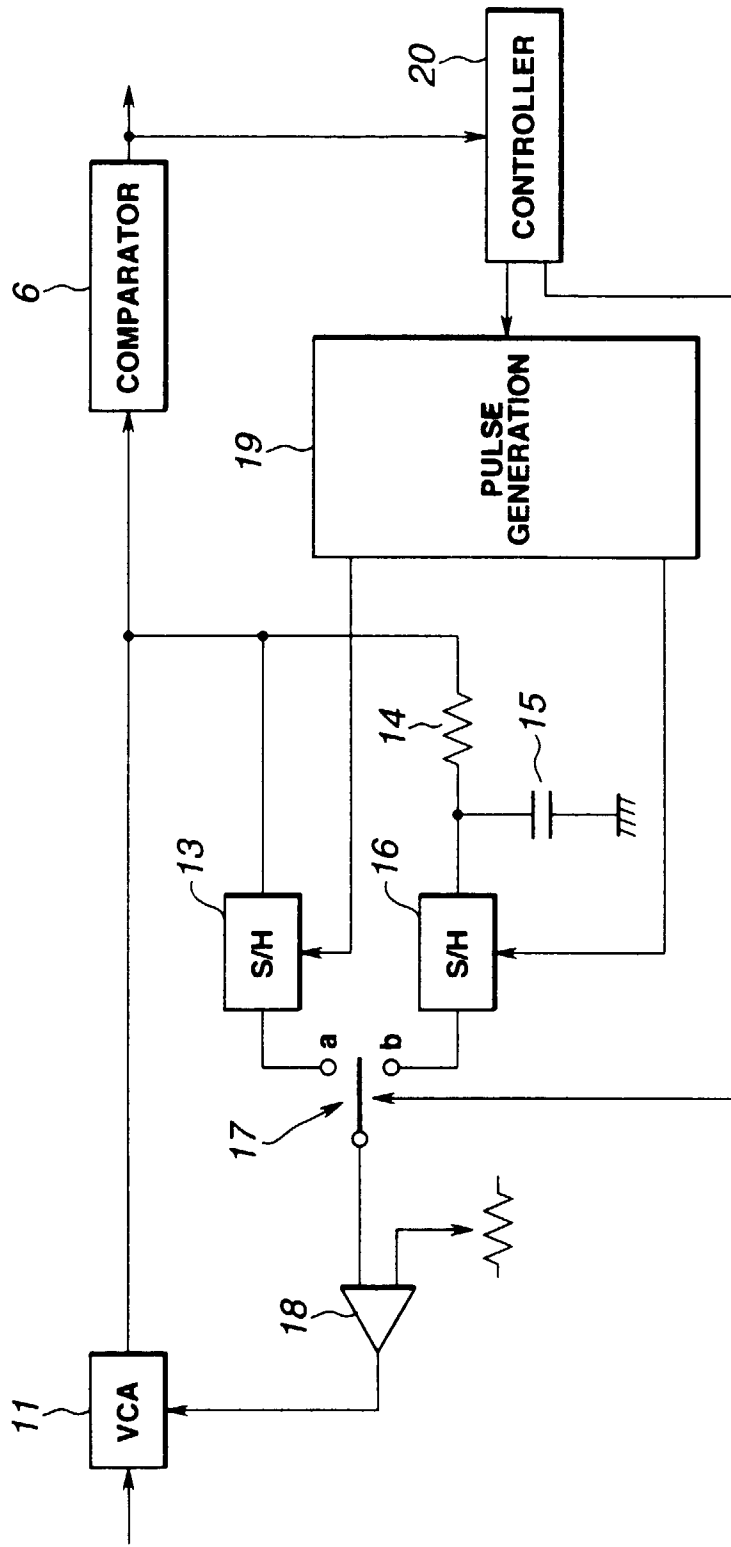 11
VCA
6
COMPARATOR
20
CONTROLLER
19
PULSE
GENERATION
13
S/H
14
15
16
S/H
a
b
17
18